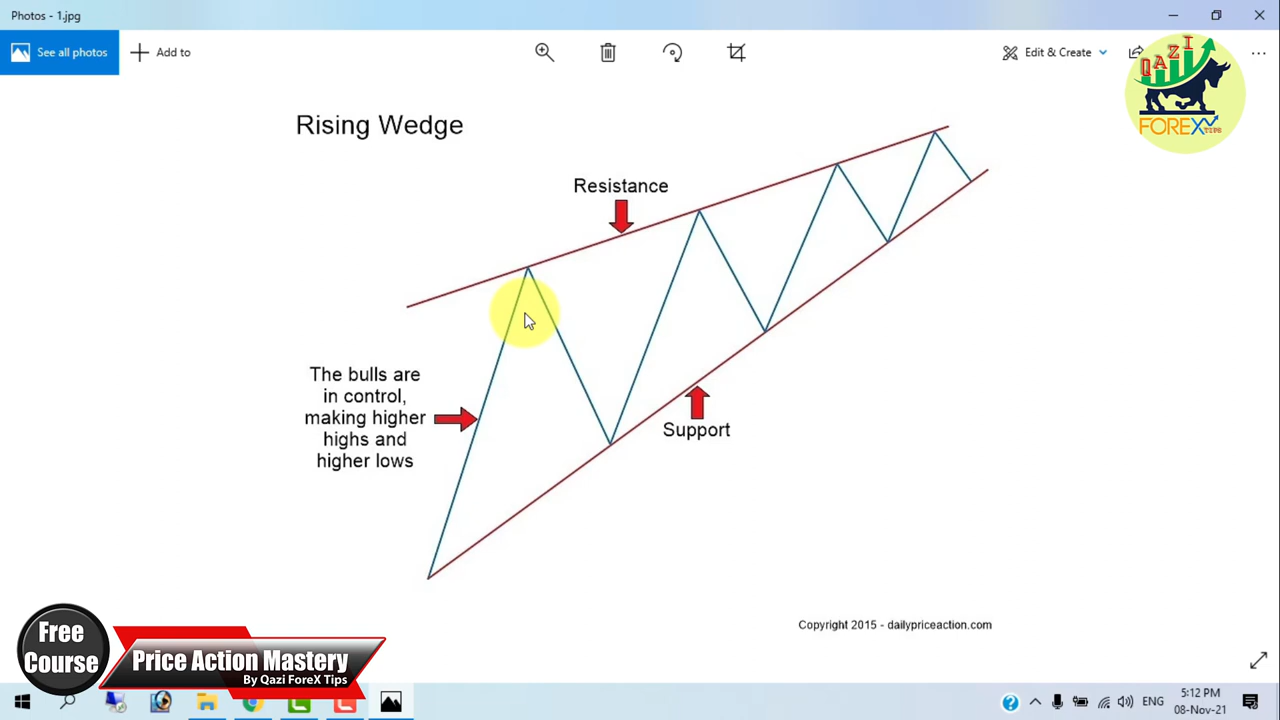 Photos - 1.jpg
See all photos
Add to
Edit & Create
QAZI
FOREX
TIPS
Rising Wedge
Resistance
The bulls are
in control,
making higher
highs and
higher lows
Support
Copyright 2015 - dailypriceaction.com
Free
Course
Price Action Mastery
By Qazi ForeX Tips
ENG
5:12 PM
08-Nov-21